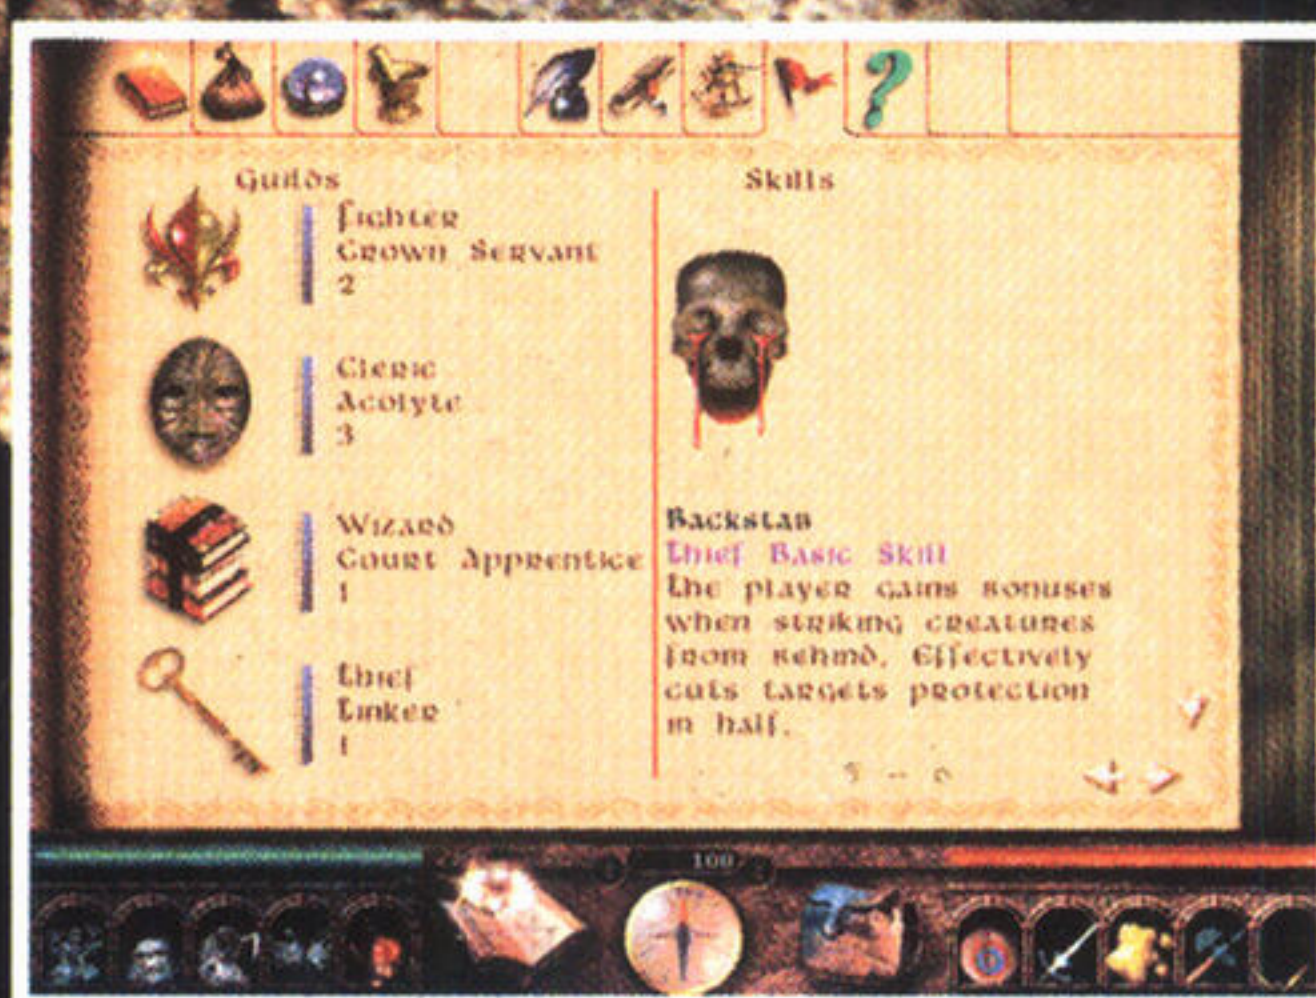 Guilds
Fighter
Crown Servant
2
Cleric
Acolyte
3
Wizard
Court Apprentice
1
Thief
Tinker
1
Skills
Backstab
Thief Basic Skill
The player gains bonuses
when striking creatures
from behind. Effectively
cuts targets protection
in half.
100